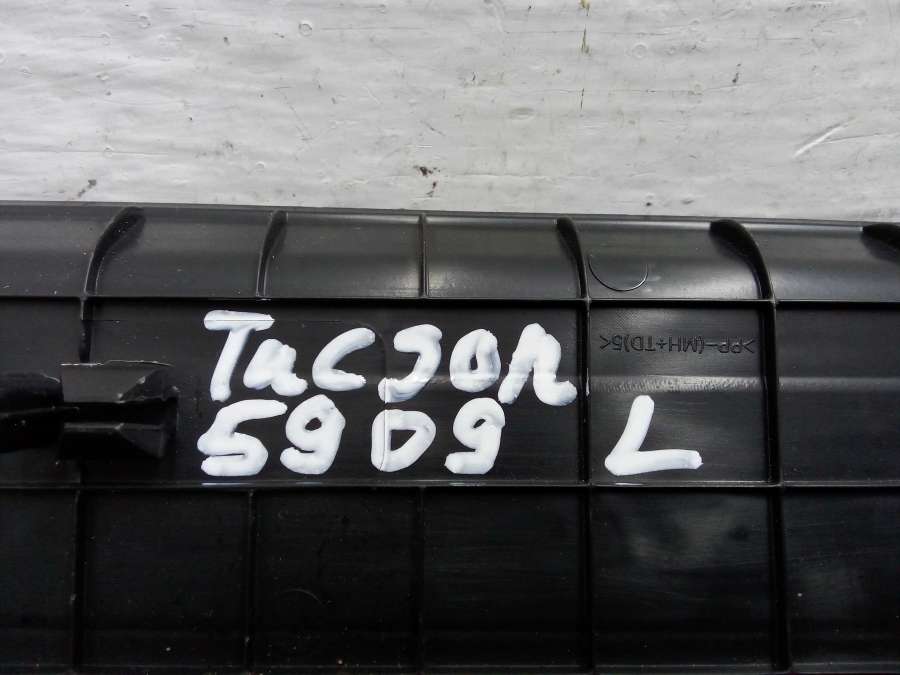 Tucson
>PP-(MH+TD)5<
5909 L